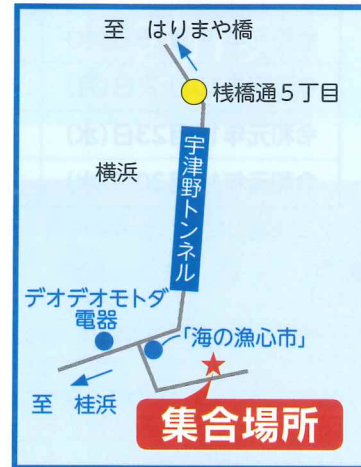 至 はりまや橋
桟橋通5丁目
宇津野トンネル
横浜
デオデオモトダ
電器
「海の漁心市」
至 桂浜
集合場所